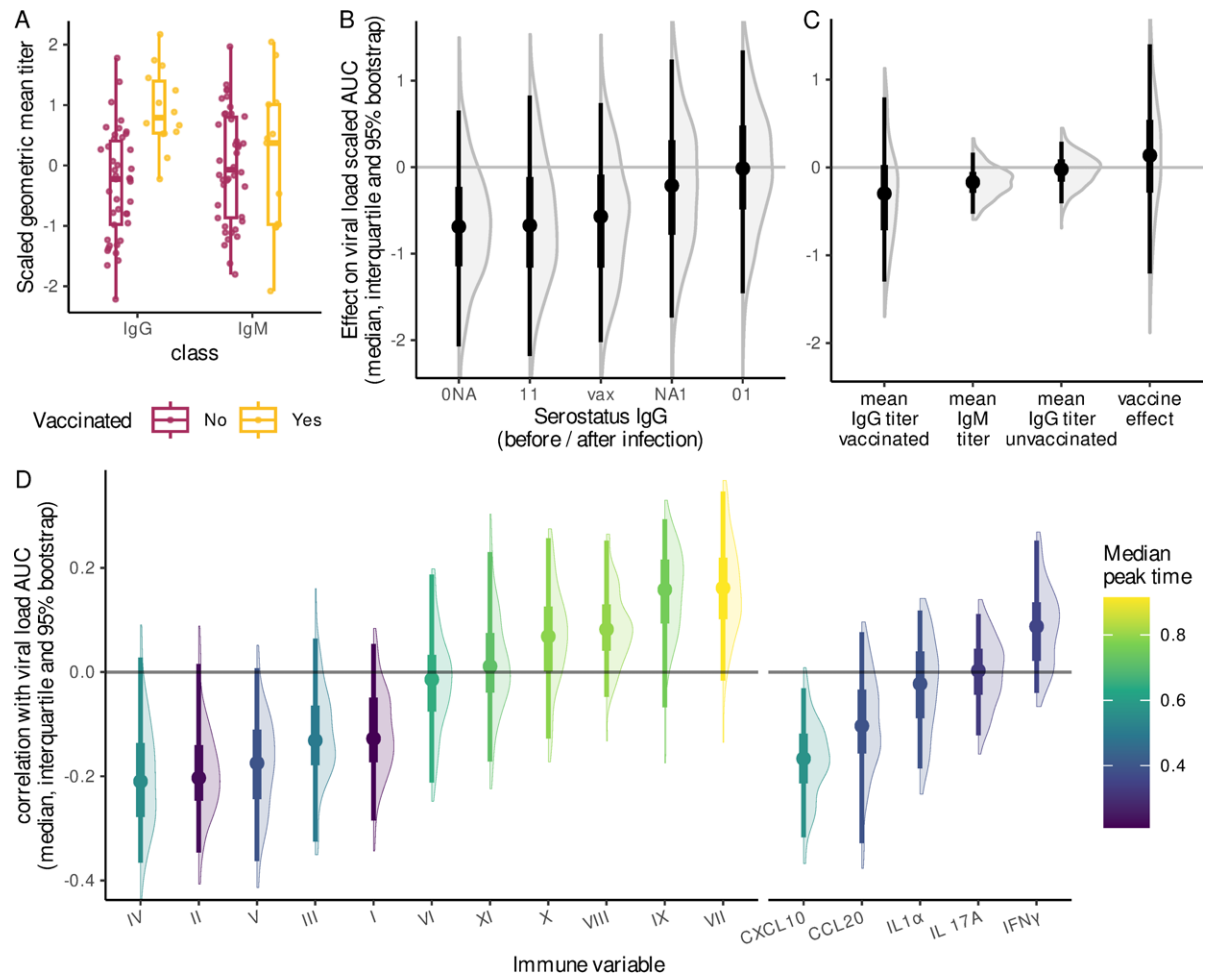 A
Scaled geometric mean titer
2
1
0
-1
-2
IgG
IgM
class
Vaccinated
No
Yes
B
Effect on viral load scaled AUC
(median, interquartile and 95% bootstrap)
1
0
-1
-2
0NA
11
vax
NA1
01
Serostatus IgG
(before / after infection)
C
1
0
-1
-2
mean
IgG titer
vaccinated
mean
IgM
titer
mean
IgG titer
unvaccinated
vaccine
effect
D
correlation with viral load AUC
(median, interquartile and 95% bootstrap)
0.2
0.0
-0.2
-0.4
IV
II
V
III
I
VI
XI
X
VIII
IX
VII
CXCL10
CCL20
IL1α
IL 17A
IFNγ
Immune variable
Median
peak time
0.8
0.6
0.4